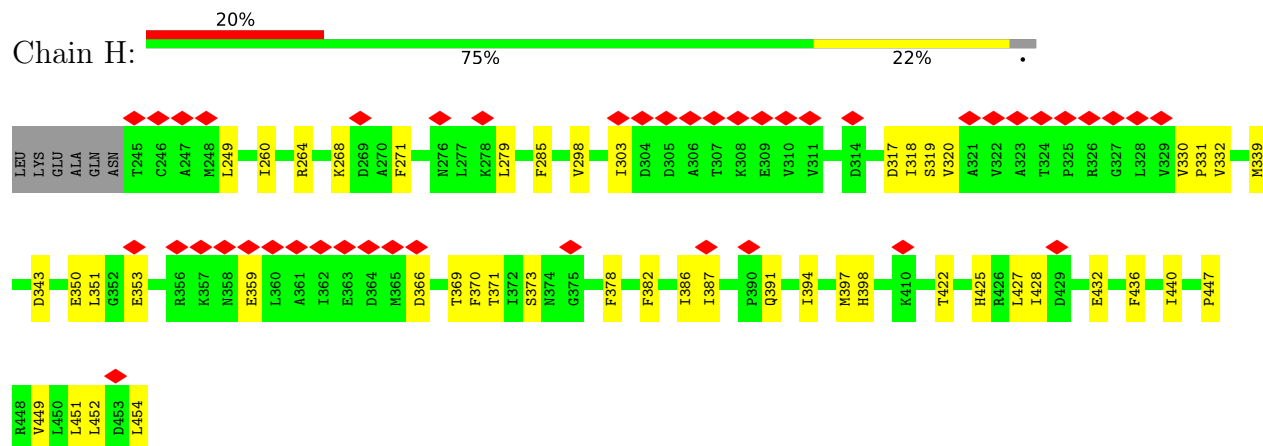 20%
Chain H:
75% 22% •
LEU LYS GLU ALA GLN ASN T245 C246 A247 M248 L249 I260 R264 K268 D269 A270 F271 N276 L277 K278 L279 F285 V298 I303 D304 D305 A306 T307 K308 E309 V310 V311 D314 D317 I318 S319 V320 A321 V322 A323 T324 P325 R326 G327 L328 V329 V330 P331 V332 M339
D343 E350 L351 G352 E353 R356 K357 N358 E359 L360 A361 I362 E363 D364 M365 D366 T369 F370 T371 I372 S373 N374 G375 F378 F382 I386 I387 P390 Q391 I394 M397 H398 K410 T422 H425 R426 L427 I428 D429 E432 F436 I440 P447
R448 V449 L450 L451 L452 D453 L454